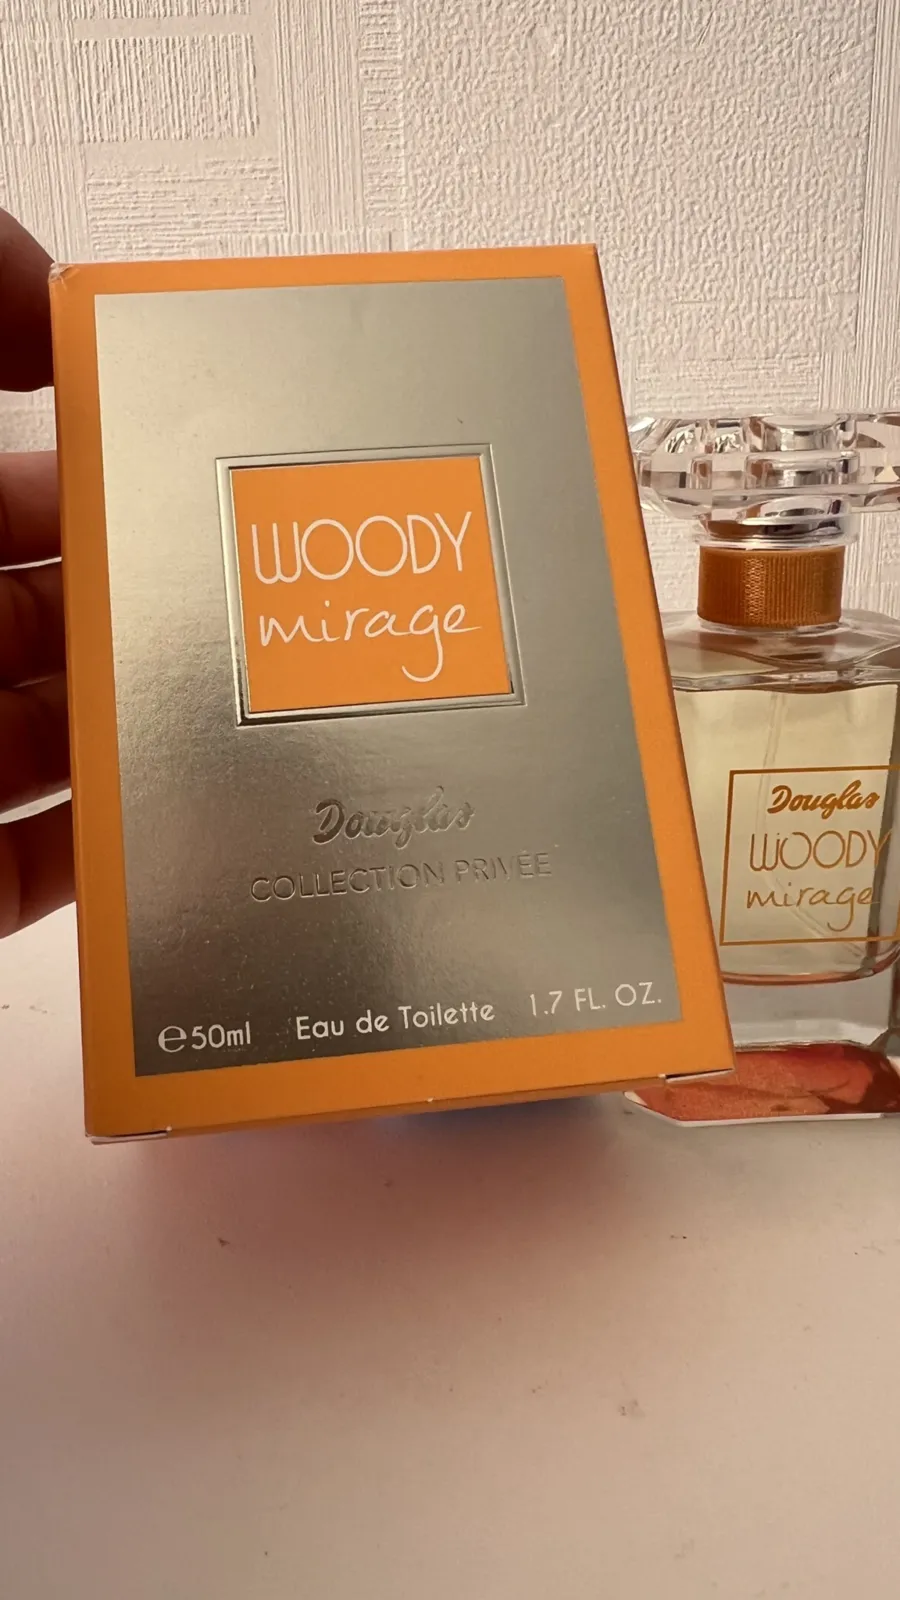 WOODY
mirage
Douglas
COLLECTION PRIVÉE
℮50ml Eau de Toilette 1.7 FL. OZ.
Douglas
WOODY
mirage